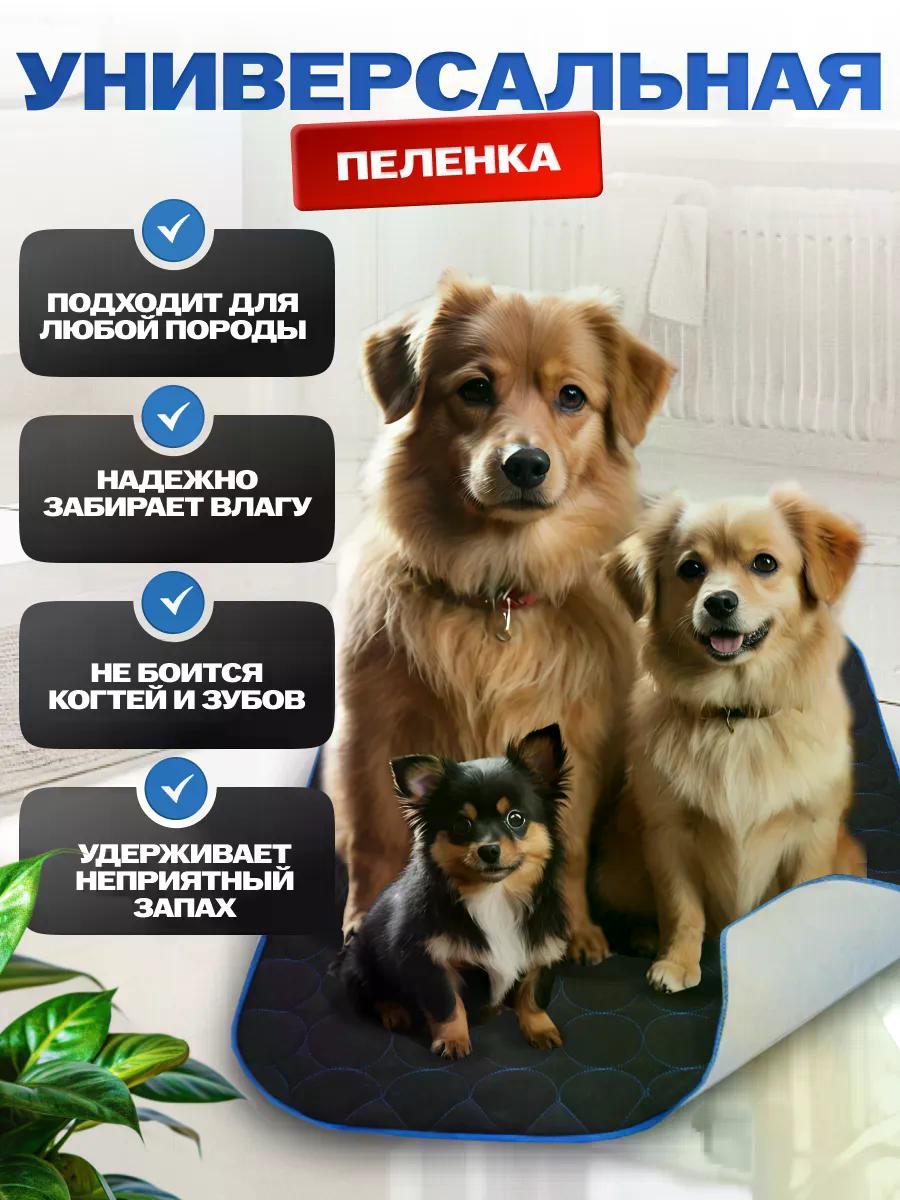 УНИВЕРСАЛЬНАЯ
ПЕЛЕНКА
ПОДХОДИТ ДЛЯ
ЛЮБОЙ ПОРОДЫ
НАДЕЖНО
ЗАБИРАЕТ ВЛАГУ
НЕ БОИТСЯ
КОГТЕЙ И ЗУБОВ
УДЕРЖИВАЕТ
НЕПРИЯТНЫЙ
ЗАПАХ